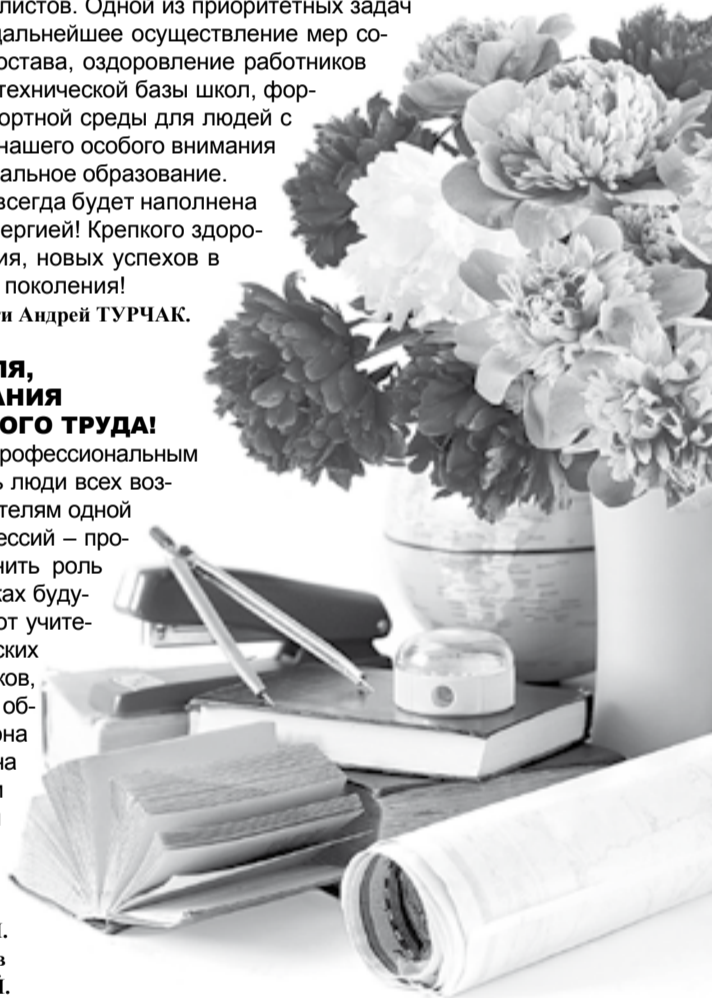 листов. Одной из приоритетных задач
дальнейшее осуществление мер со-
остава, оздоровление работников
технической базы школ, фор-
ортной среды для людей с
нашего особого внимания
альное образование.
всегда будет наполнена
ергией! Крепкого здоро-
ия, новых успехов в
поколения!
ти Андрей ТУРЧАК.
ЛЯ,
АНИЯ
ОГО ТРУДА!
рофессиональным
ь люди всех воз-
телям одной
ессий – про-
нить роль
ках буду-
от учите-
ских
ков,
об-
она
на
и
.
в
.